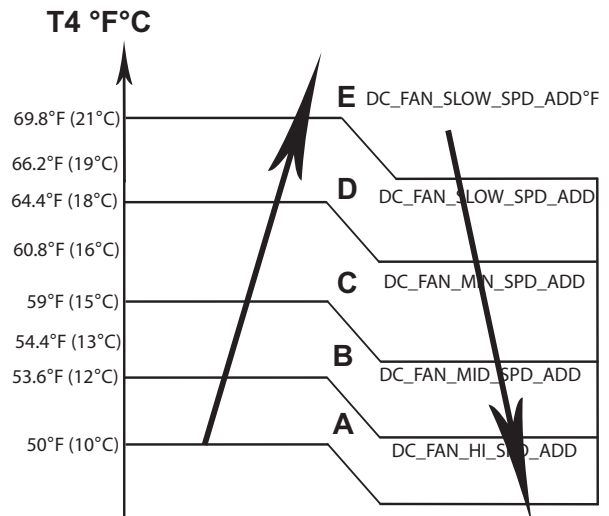 T4 °F°C
E DC_FAN_SLOW_SPD_ADD°F
69.8°F (21°C)
66.2°F (19°C)
D DC_FAN_SLOW_SPD_ADD
64.4°F (18°C)
60.8°F (16°C)
C DC_FAN_MIN_SPD_ADD
59°F (15°C)
54.4°F (13°C)
B DC_FAN_MID_SPD_ADD
53.6°F (12°C)
A DC_FAN_HI_SPD_ADD
50°F (10°C)